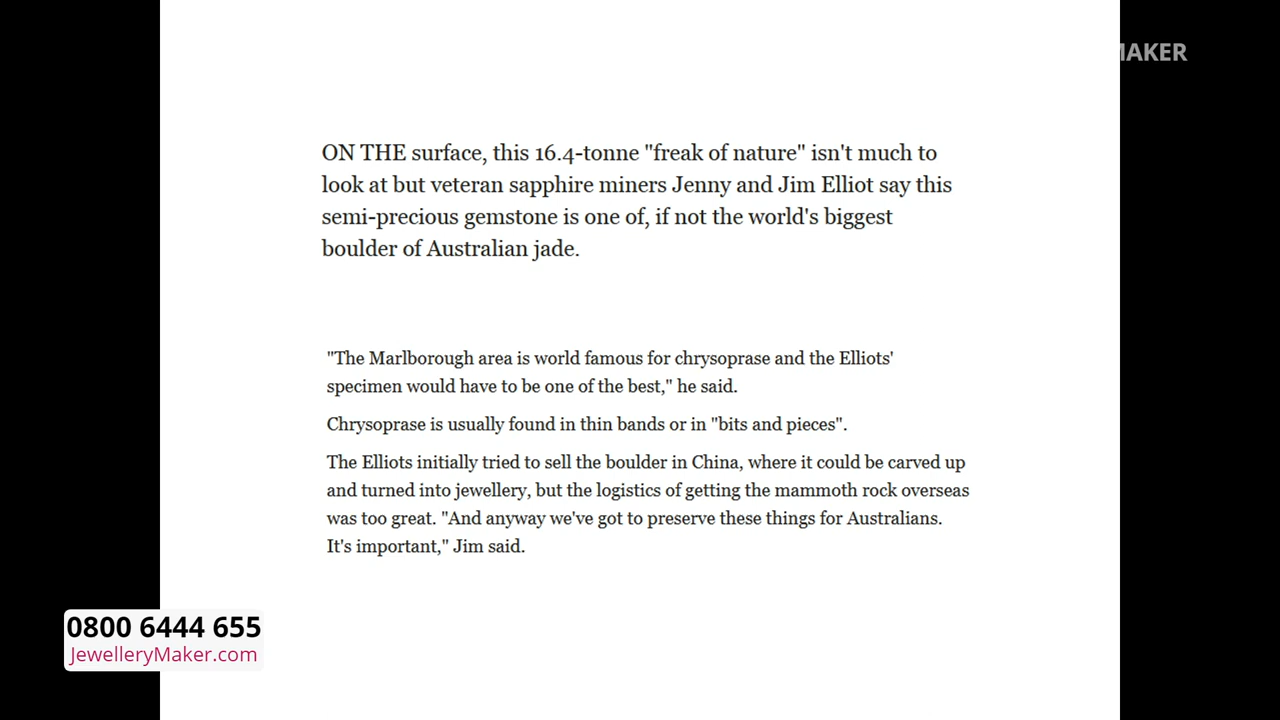 MAKER
ON THE surface, this 16.4-tonne "freak of nature" isn't much to
look at but veteran sapphire miners Jenny and Jim Elliot say this
semi-precious gemstone is one of, if not the world's biggest
boulder of Australian jade.
"The Marlborough area is world famous for chrysoprase and the Elliots'
specimen would have to be one of the best," he said.
Chrysoprase is usually found in thin bands or in "bits and pieces".
The Elliots initially tried to sell the boulder in China, where it could be carved up
and turned into jewellery, but the logistics of getting the mammoth rock overseas
was too great. "And anyway we've got to preserve these things for Australians.
It's important," Jim said.
0800 6444 655
JewelleryMaker.com